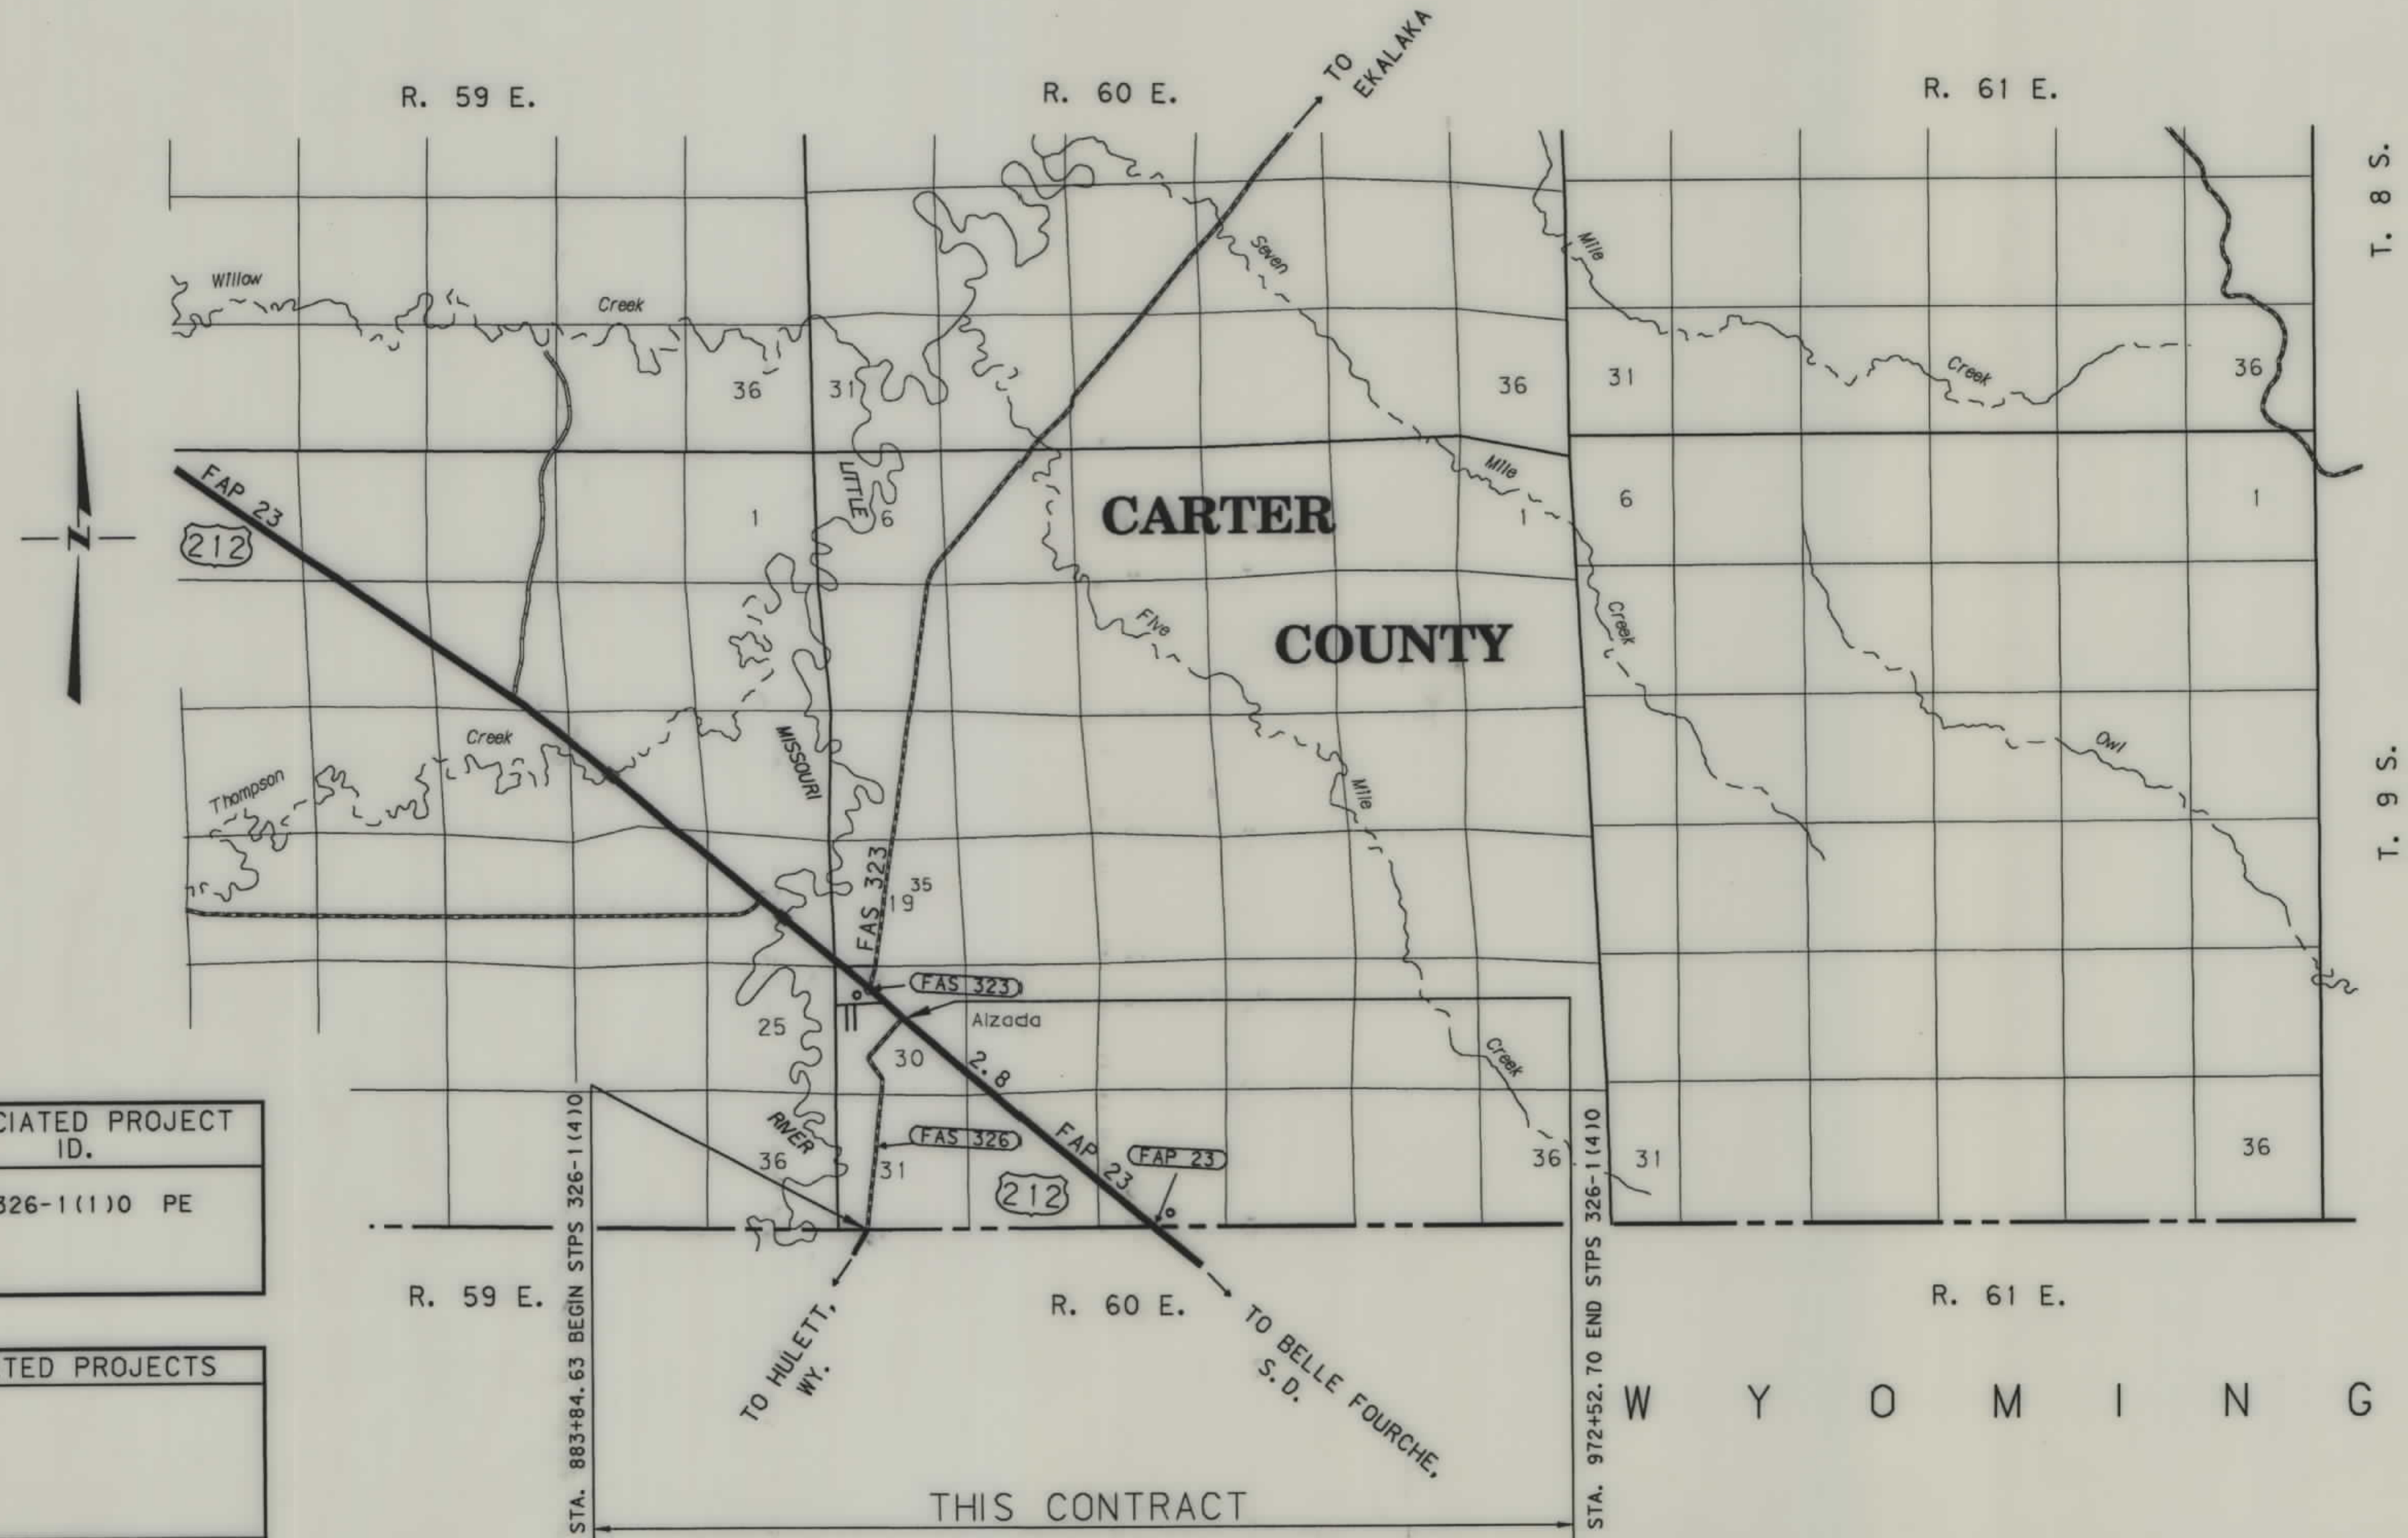 R. 59 E.
R. 60 E.
R. 61 E.
TO
EKALAKA
T. 8 S.
Willow
Creek
Seven
Mile
Creek
36
31
36
31
36
FAP 23
212
1
LITTLE
6
CARTER
Mile
1
6
1
N
COUNTY
Five
Creek
Creek
Thompson
MISSOURI
Mile
Owl
T. 9 S.
FAS 323
19
35
FAS 323
25
Alzada
30
2.8
Creek
CIATED PROJECT
ID.
326-1(1)0 PE
RIVER
36
31
FAS 326
FAP 23
FAP 23
212
36
31
36
STA. 883+84.63 BEGIN STPS 326-1(4)0
STA. 972+52.70 END STPS 326-1(4)0
R. 59 E.
R. 60 E.
R. 61 E.
TO HULETT,
WY.
TO BELLE FOURCHE,
S.D.
TED PROJECTS
WYOMING
THIS CONTRACT